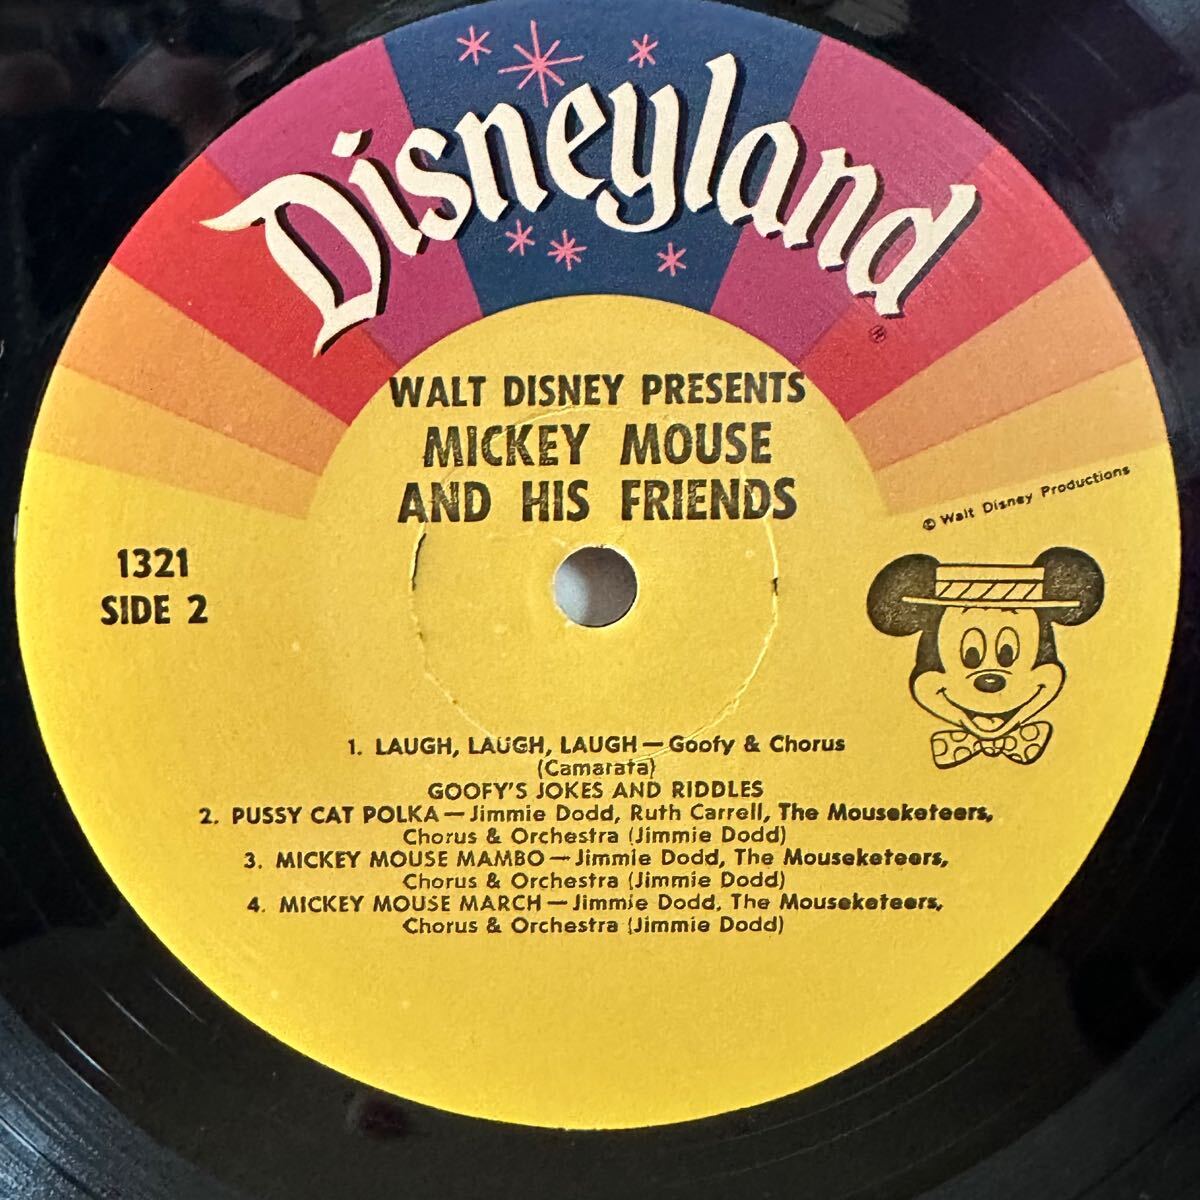 Disneyland
®
WALT DISNEY PRESENTS
MICKEY MOUSE
AND HIS FRIENDS
© Walt Disney Productions
1321
SIDE 2
1. LAUGH, LAUGH, LAUGH — Goofy & Chorus
(Camarata)
GOOFY'S JOKES AND RIDDLES
2. PUSSY CAT POLKA — Jimmie Dodd, Ruth Carrell, The Mouseketeers,
Chorus & Orchestra (Jimmie Dodd)
3. MICKEY MOUSE MAMBO — Jimmie Dodd, The Mouseketeers,
Chorus & Orchestra (Jimmie Dodd)
4. MICKEY MOUSE MARCH — Jimmie Dodd, The Mouseketeers,
Chorus & Orchestra (Jimmie Dodd)